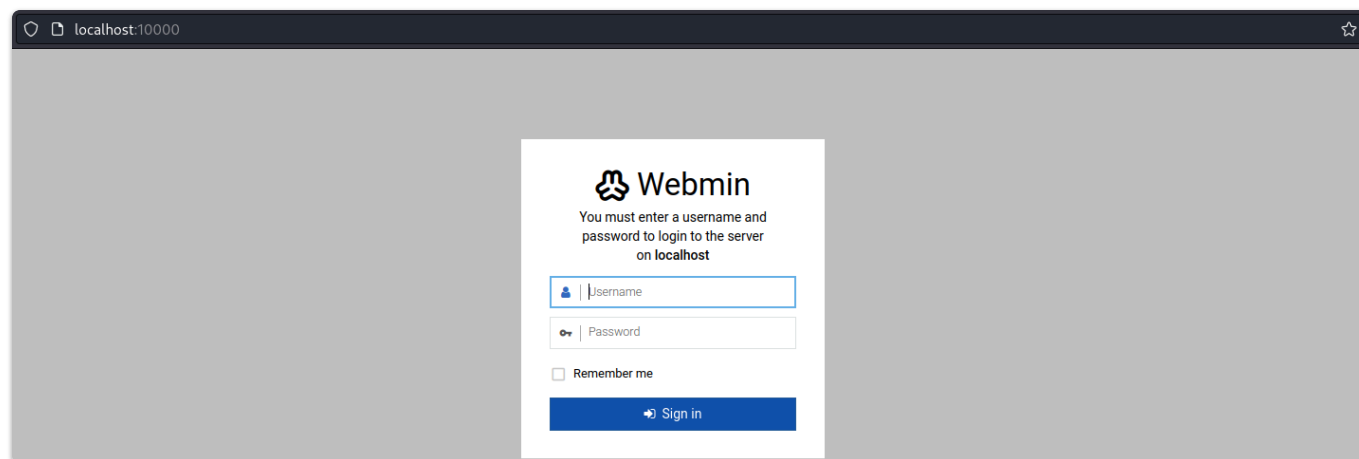 localhost:10000
Webmin
You must enter a username and
password to login to the server
on localhost
Username
Password
Remember me
Sign in